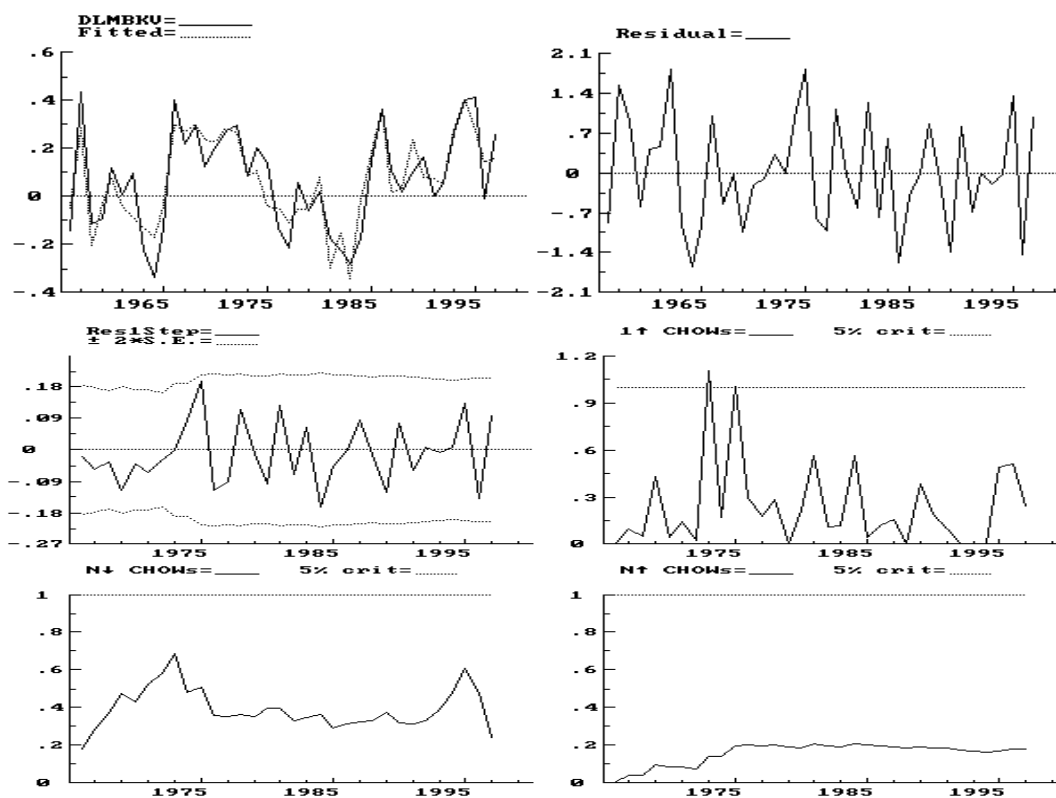 DLMBKV=
Fitted=
.6
.4
.2
0
-.2
-.4
1965 1975 1985 1995
Residual=
2.1
1.4
.7
0
-.7
-1.4
-2.1
1965 1975 1985 1995
Res1Step=
± 2*S.E.=
.18
.09
0
-.09
-.18
-.27
1975 1985 1995
1↑ CHOWs= 5% crit=
1.2
.9
.6
.3
0
1975 1985 1995
N↓ CHOWs= 5% crit=
1
.8
.6
.4
.2
0
1975 1985 1995
N↑ CHOWs= 5% crit=
1
.8
.6
.4
.2
0
1975 1985 1995